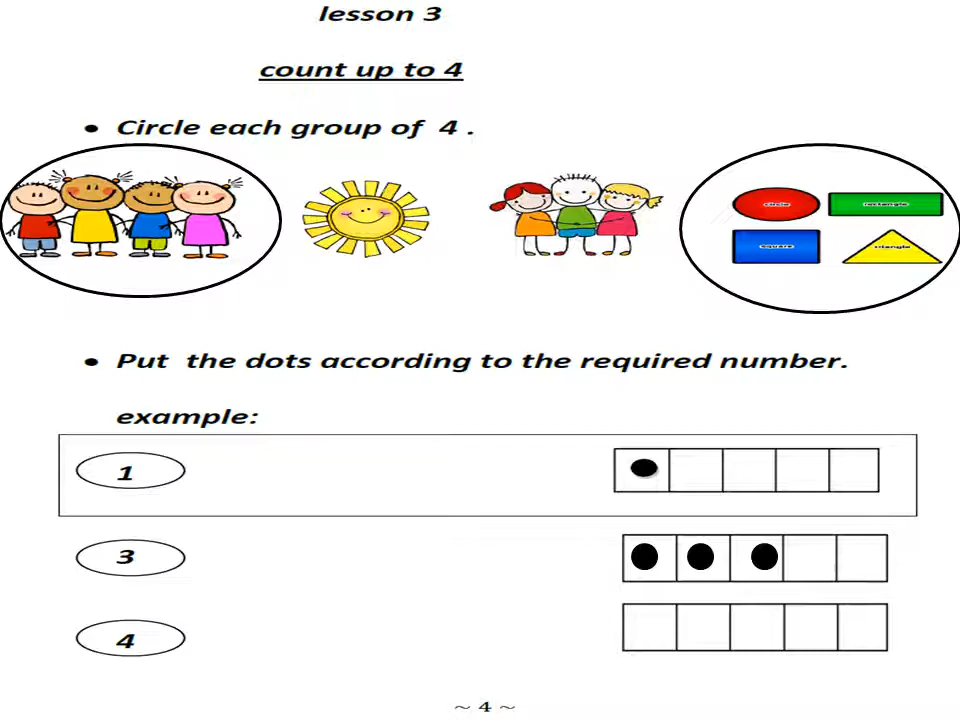 lesson 3
count up to 4
• Circle each group of 4 .
circle
rectangle
square
triangle
• Put the dots according to the required number.
example:
1
3
4
~ 4 ~